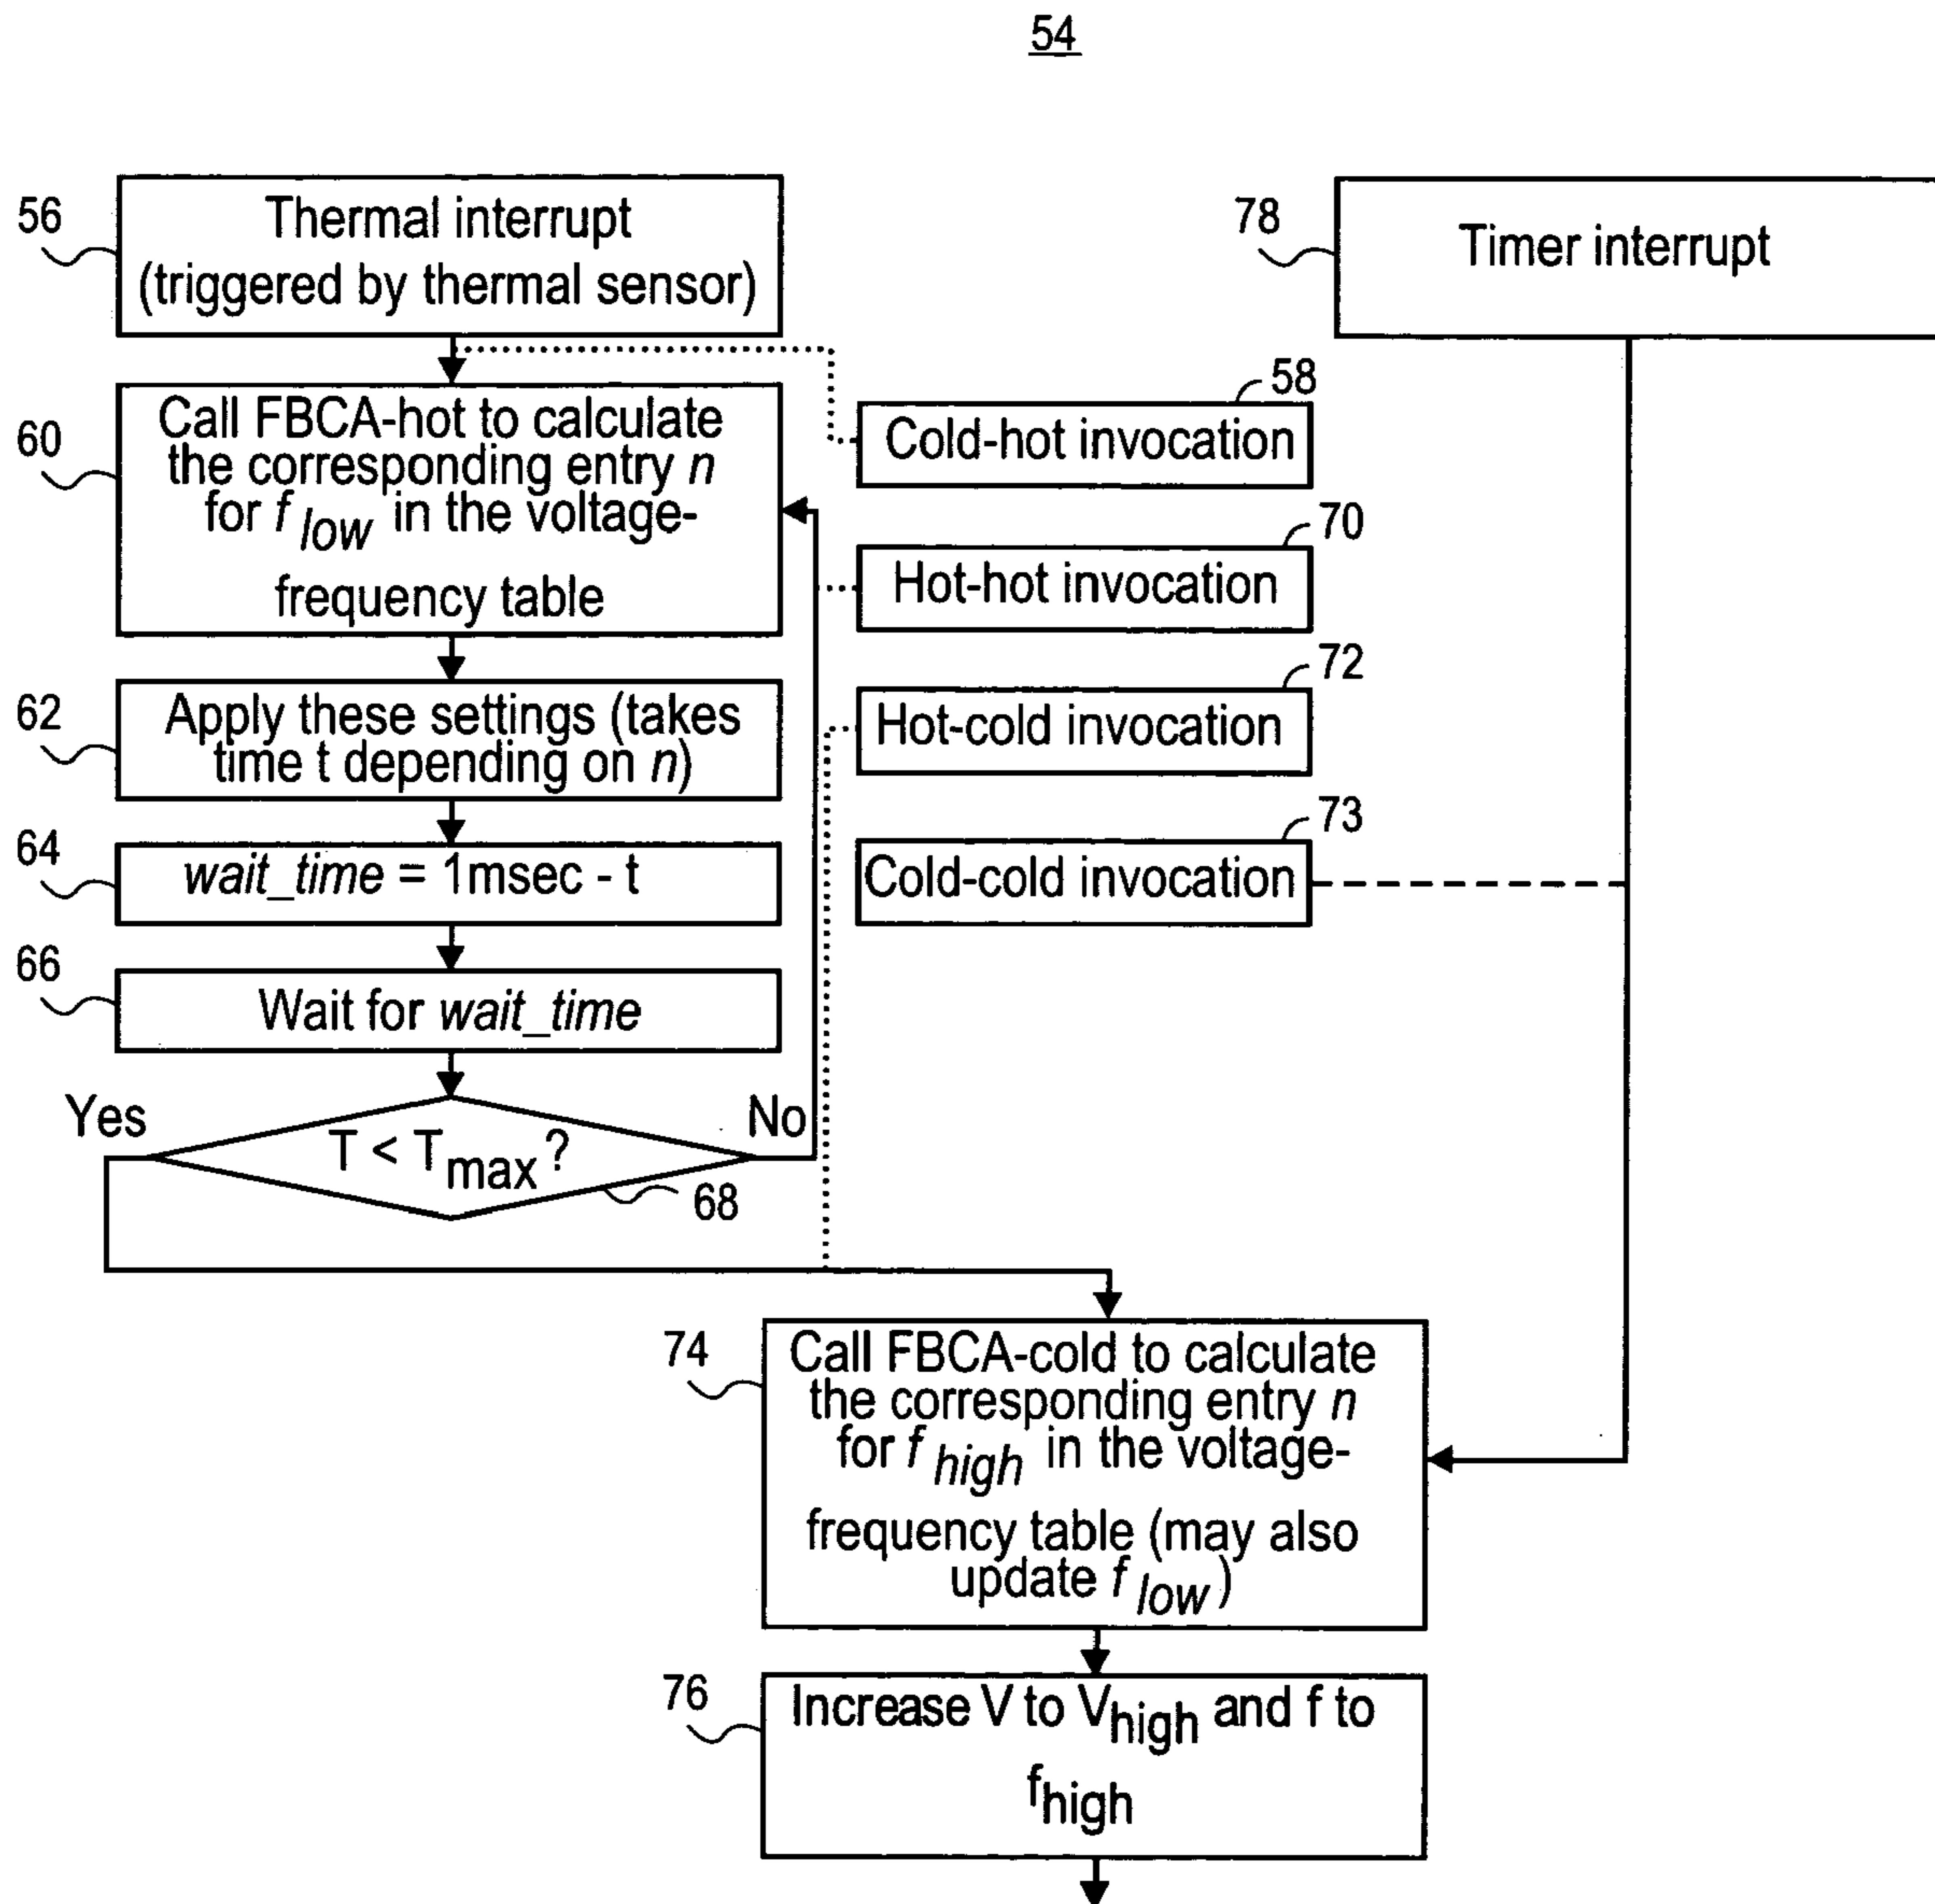 54
56
Thermal interrupt
(triggered by thermal sensor)
78
Timer interrupt
60
Call FBCA-hot to calculate
the corresponding entry n
for f low in the voltage-
frequency table
58
Cold-hot invocation
70
Hot-hot invocation
62
Apply these settings (takes
time t depending on n)
72
Hot-cold invocation
64
wait_time = 1msec - t
73
Cold-cold invocation
66
Wait for wait_time
Yes
T < Tmax ?
No
68
74
Call FBCA-cold to calculate
the corresponding entry n
for f high in the voltage-
frequency table (may also
update f low )
76
Increase V to Vhigh and f to
fhigh